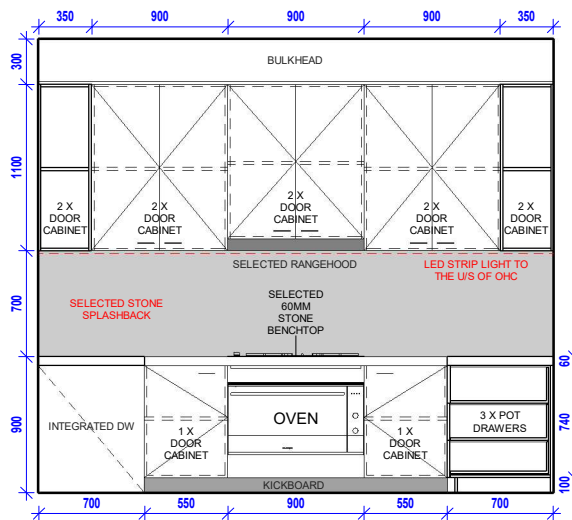 350
900
900
900
350
300
BULKHEAD
1100
2 X
DOOR
CABINET
2 X
DOOR
CABINET
2 X
DOOR
CABINET
2 X
DOOR
CABINET
2 X
DOOR
CABINET
SELECTED RANGEHOOD
LED STRIP LIGHT TO
THE U/S OF OHC
700
SELECTED STONE
SPLASHBACK
SELECTED
60MM
STONE
BENCHTOP
60
900
INTEGRATED DW
1 X
DOOR
CABINET
OVEN
1 X
DOOR
CABINET
3 X POT
DRAWERS
740
KICKBOARD
100
700
550
900
550
700